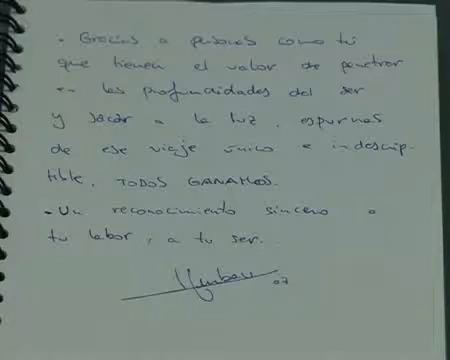 - Gracias a personas como tú
que tienen el valor de penetrar
en las profundidades del ser
y sacar a la luz, espurnas
de ese viaje único e indescrip-
tible, TODOS GANAMOS.
- Un reconocimiento sincero a
tu labor, a tu ser..
07